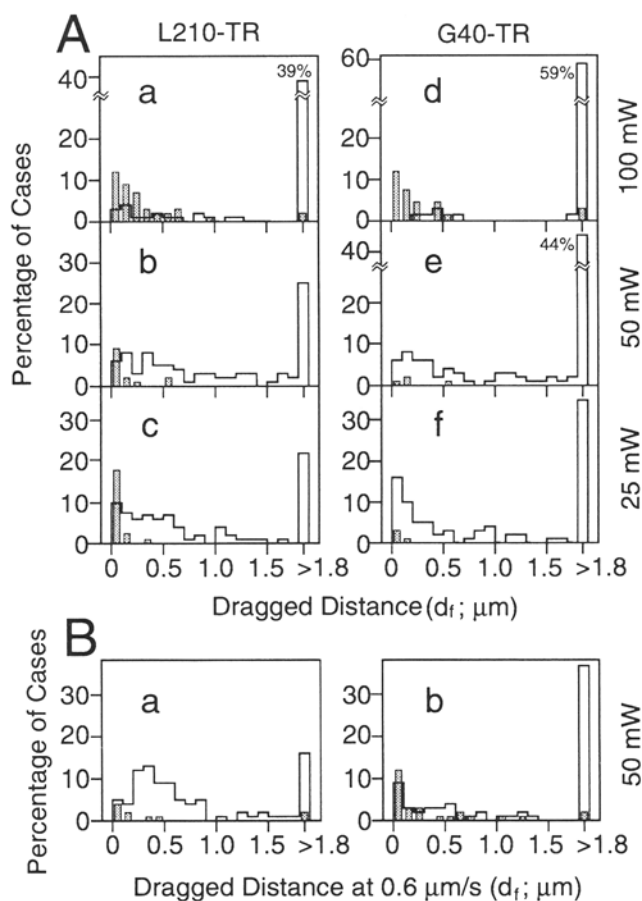 A
L210-TR
G40-TR
Percentage of Cases
40
20
10
0
a
39%
60
20
10
0
d
59%
100 mW
30
20
10
0
b
40
20
10
0
e
44%
50 mW
30
20
10
0
c
30
20
10
0
f
25 mW
0 0.5 1.0 1.5 >1.8
0 0.5 1.0 1.5 >1.8
Dragged Distance (df; μm)
B
Percentage of Cases
30
20
10
0
a
30
20
10
0
b
50 mW
0 0.5 1.0 1.5 >1.8
0 0.5 1.0 1.5 >1.8
Dragged Distance at 0.6 μm/s (df; μm)